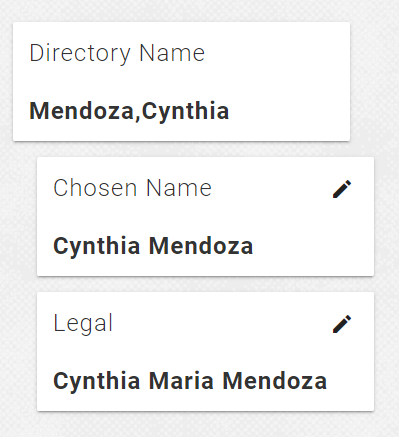 Directory Name
Mendoza,Cynthia
Chosen Name
Cynthia Mendoza
Legal
Cynthia Maria Mendoza